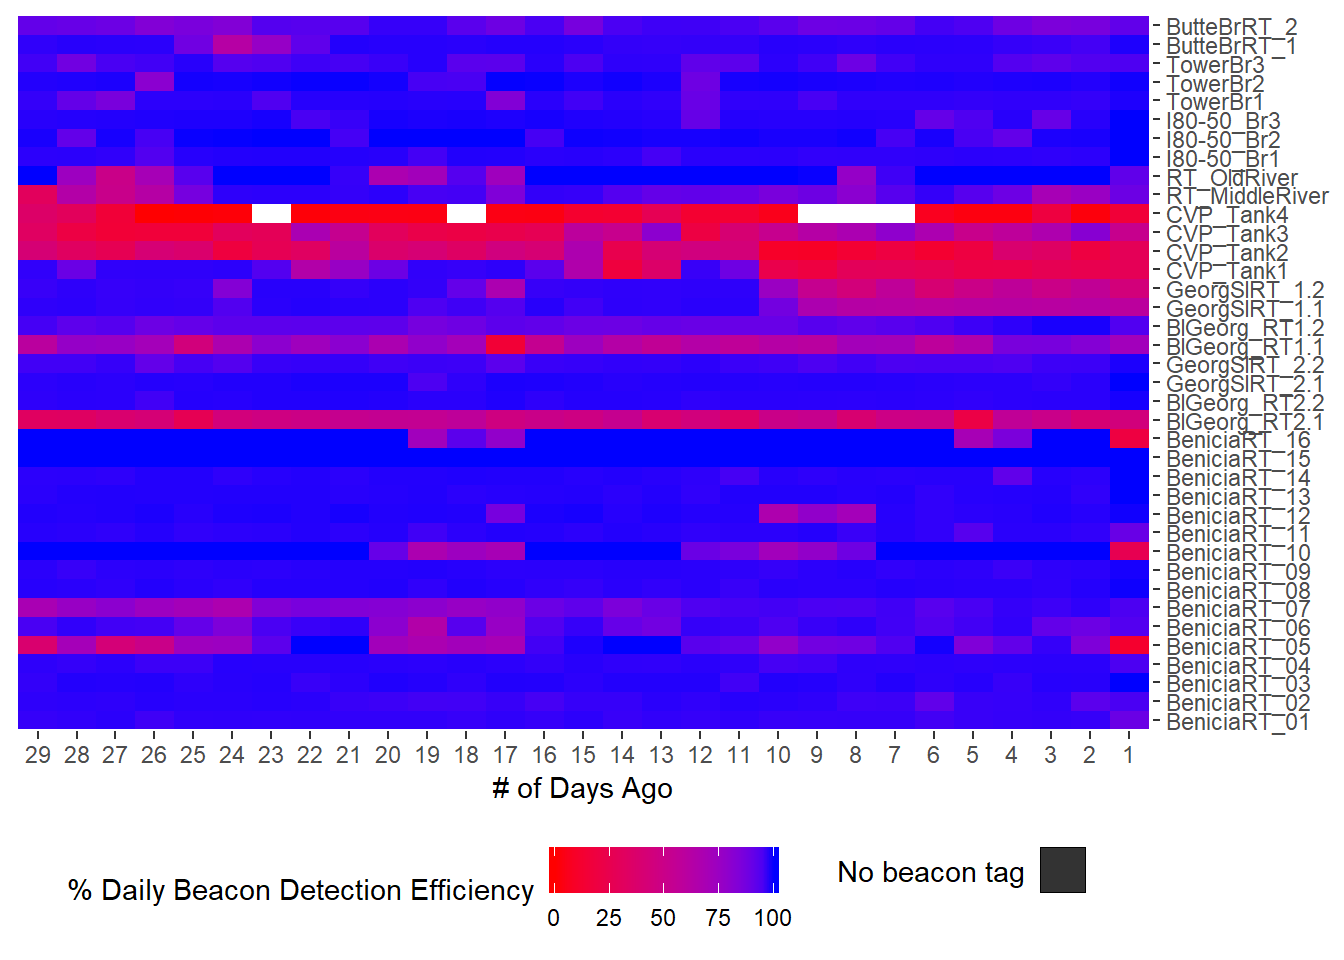 ButteBrRT_2
ButteBrRT_1
TowerBr3
TowerBr2
TowerBr1
I80-50_Br3
I80-50_Br2
I80-50_Br1
RT_OldRiver
RT_MiddleRiver
CVP_Tank4
CVP_Tank3
CVP_Tank2
CVP_Tank1
GeorgSlRT_1.2
GeorgSlRT_1.1
BlGeorg_RT1.2
BlGeorg_RT1.1
GeorgSlRT_2.2
GeorgSlRT_2.1
BlGeorg_RT2.2
BlGeorg_RT2.1
BeniciaRT_16
BeniciaRT_15
BeniciaRT_14
BeniciaRT_13
BeniciaRT_12
BeniciaRT_11
BeniciaRT_10
BeniciaRT_09
BeniciaRT_08
BeniciaRT_07
BeniciaRT_06
BeniciaRT_05
BeniciaRT_04
BeniciaRT_03
BeniciaRT_02
BeniciaRT_01
29 28 27 26 25 24 23 22 21 20 19 18 17 16 15 14 13 12 11 10 9 8 7 6 5 4 3 2 1
# of Days Ago
% Daily Beacon Detection Efficiency
0 25 50 75 100
No beacon tag